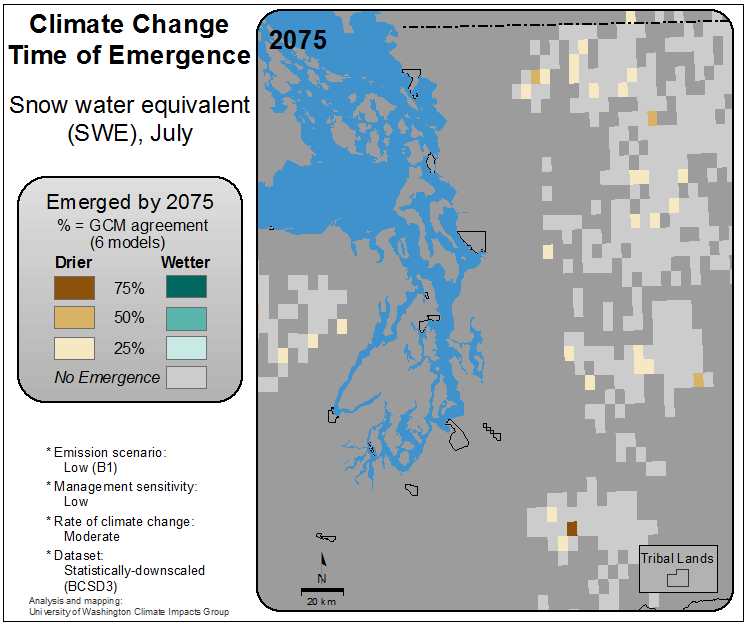 Climate Change
Time of Emergence
Snow water equivalent
(SWE), July
Emerged by 2075
% = GCM agreement
(6 models)
Drier Wetter
75%
50%
25%
No Emergence
* Emission scenario:
Low (B1)
* Management sensitivity:
Low
* Rate of climate change:
Moderate
* Dataset:
Statistically-downscaled
(BCSD3)
Analysis and mapping:
University of Washington Climate Impacts Group
2075
N
20 km
Tribal Lands